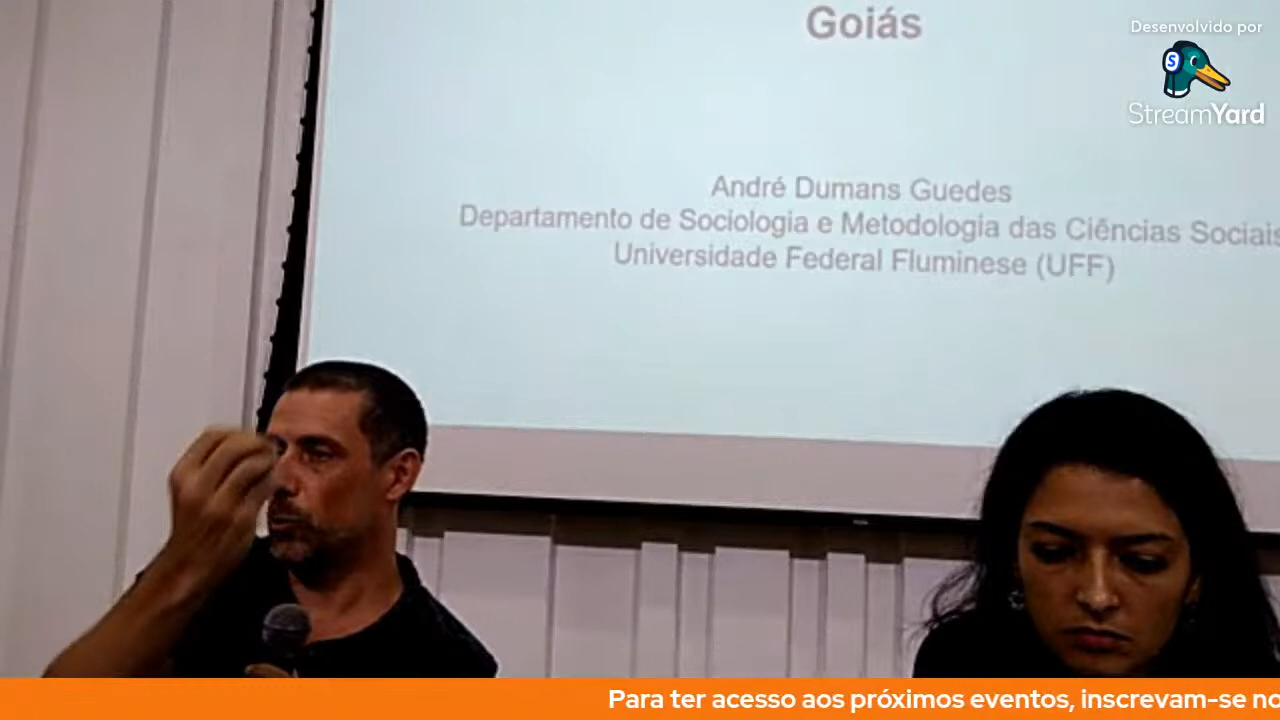 Goiás
Desenvolvido por
S
StreamYard
André Dumans Guedes
Departamento de Sociologia e Metodologia das Ciências Sociais
Universidade Federal Fluminese (UFF)
Para ter acesso aos próximos eventos, inscrevam-se no